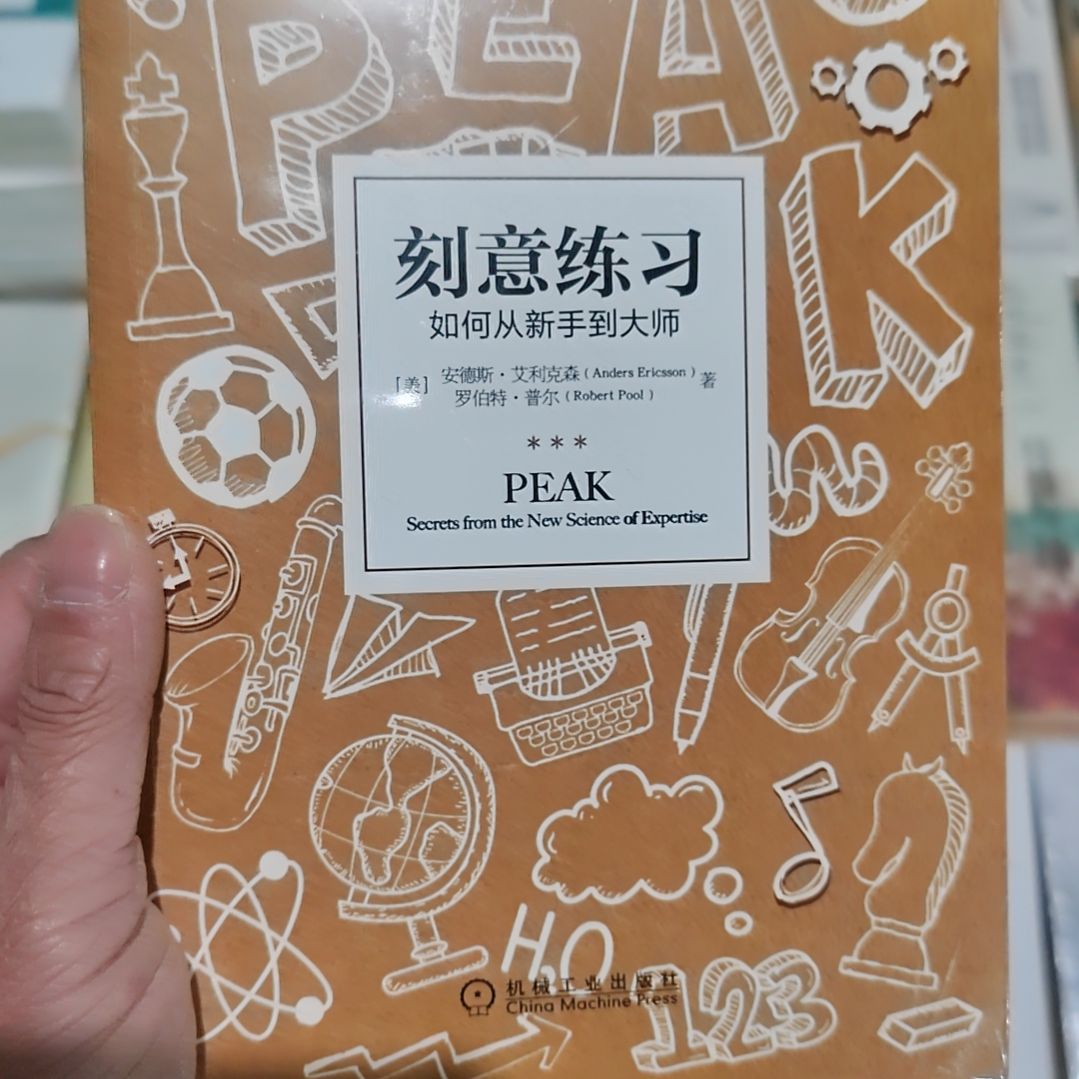 PEAK
刻意练习
如何从新手到大师
[美] 安德斯·艾利克森(Anders Ericsson)
罗伯特·普尔(Robert Pool) 著
***
PEAK
Secrets from the New Science of Expertise
HO
机械工业出版社
China Machine Press
123